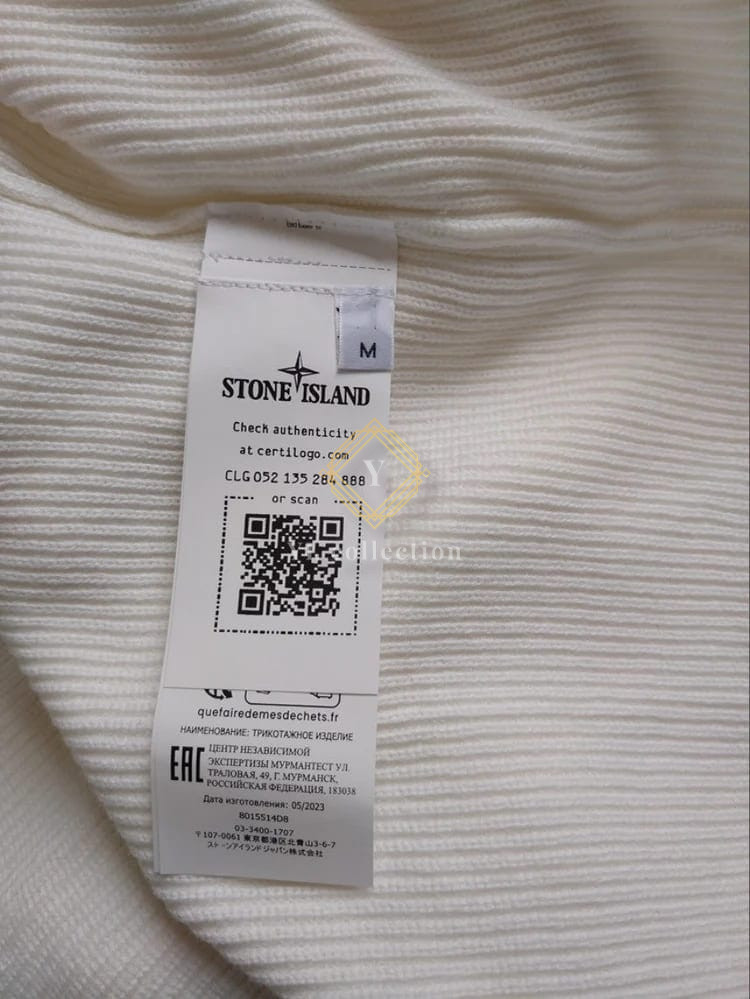 M
STONE ISLAND
Check authenticity
at certilogo.com
CLG 052 135 284 888
or scan
Y
Collection
quefairedemesdechets.fr
НАИМЕНОВАНИЕ: ТРИКОТАЖНОЕ ИЗДЕЛИЕ
EAC
ЦЕНТР НЕЗАВИСИМОЙ
ЭКСПЕРТИЗЫ МУРМАНТЕСТ УЛ.
ТРАЛОВАЯ, 49, Г. МУРМАНСК,
РОССИЙСКАЯ ФЕДЕРАЦИЯ, 183038
Дата изготовления: 05/2023
8015514D8
03-3400-1707
〒107-0061 東京都港区北青山3-6-7
ストーンアイランドジャパン株式会社